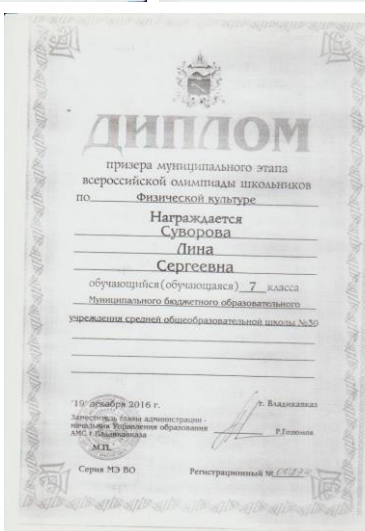 ДИПЛОМ
призера муниципального этапа
всероссийской олимпиады школьников
по Физической культуре
Награждается
Суворова
Лина
Сергеевна
обучающийся (обучающаяся) 7 класса
Муниципального бюджетного образовательного
учреждения средней общеобразовательной школы №30
"19" декабря 2016 г. г. Владикавказ
Заместитель главы администрации -
начальник Управления образования
АМС г.Владикавказа
М.П.
Серия МЭ ВО Регистрационный №